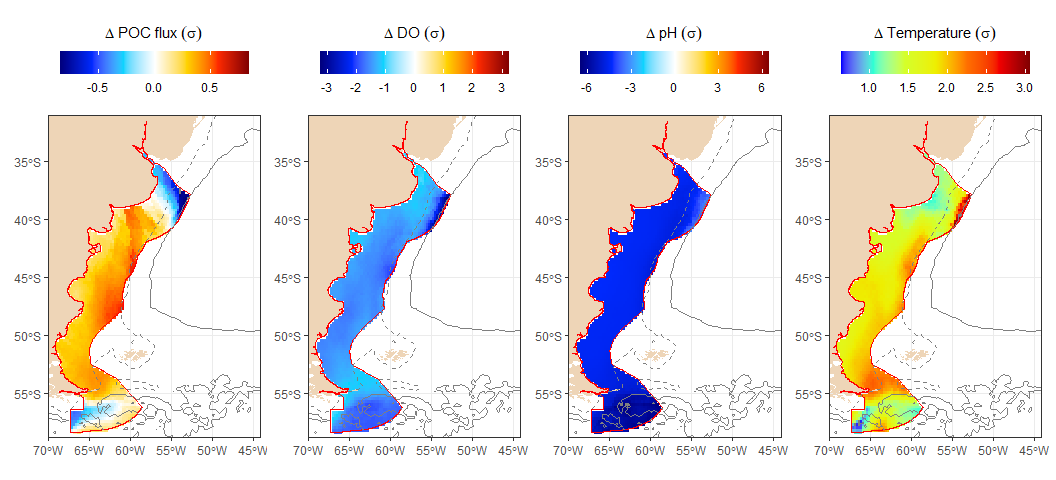 Δ POC flux (σ)
-0.5 0.0 0.5
Δ DO (σ)
-3 -2 -1 0 1 2 3
Δ pH (σ)
-6 -3 0 3 6
Δ Temperature (σ)
1.0 1.5 2.0 2.5 3.0
35°S
40°S
45°S
50°S
55°S
70°W 65°W 60°W 55°W 50°W 45°W
35°S
40°S
45°S
50°S
55°S
70°W 65°W 60°W 55°W 50°W 45°W
35°S
40°S
45°S
50°S
55°S
70°W 65°W 60°W 55°W 50°W 45°W
35°S
40°S
45°S
50°S
55°S
70°W 65°W 60°W 55°W 50°W 45°W